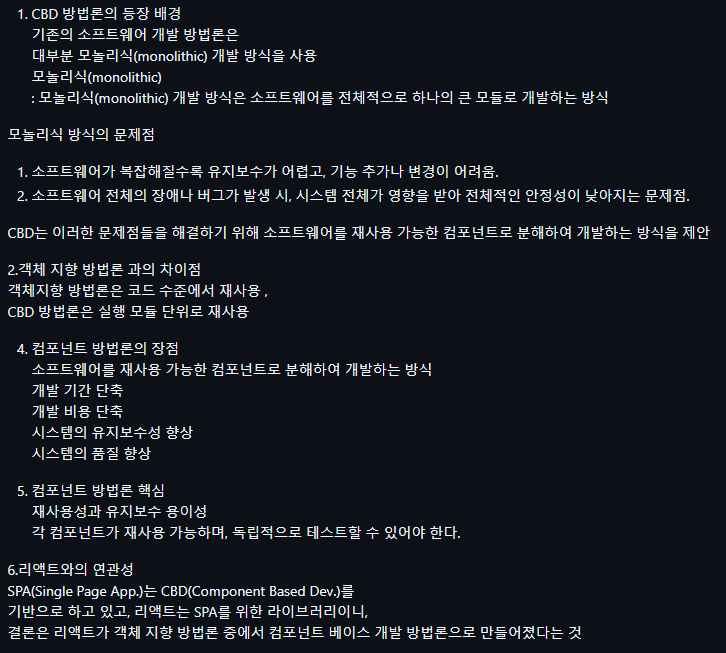 1. CBD 방법론의 등장 배경
기존의 소프트웨어 개발 방법론은
대부분 모놀리식(monolithic) 개발 방식을 사용
모놀리식(monolithic)
: 모놀리식(monolithic) 개발 방식은 소프트웨어를 전체적으로 하나의 큰 모듈로 개발하는 방식
모놀리식 방식의 문제점
1. 소프트웨어가 복잡해질수록 유지보수가 어렵고, 기능 추가나 변경이 어려움.
2. 소프트웨어 전체의 장애나 버그가 발생 시, 시스템 전체가 영향을 받아 전체적인 안정성이 낮아지는 문제점.
CBD는 이러한 문제점들을 해결하기 위해 소프트웨어를 재사용 가능한 컴포넌트로 분해하여 개발하는 방식을 제안
2.객체 지향 방법론 과의 차이점
객체지향 방법론은 코드 수준에서 재사용 ,
CBD 방법론은 실행 모듈 단위로 재사용
4. 컴포넌트 방법론의 장점
소프트웨어를 재사용 가능한 컴포넌트로 분해하여 개발하는 방식
개발 기간 단축
개발 비용 단축
시스템의 유지보수성 향상
시스템의 품질 향상
5. 컴포넌트 방법론 핵심
재사용성과 유지보수 용이성
각 컴포넌트가 재사용 가능하며, 독립적으로 테스트할 수 있어야 한다.
6.리액트와의 연관성
SPA(Single Page App.)는 CBD(Component Based Dev.)를
기반으로 하고 있고, 리액트는 SPA를 위한 라이브러리이니,
결론은 리액트가 객체 지향 방법론 중에서 컴포넌트 베이스 개발 방법론으로 만들어졌다는 것